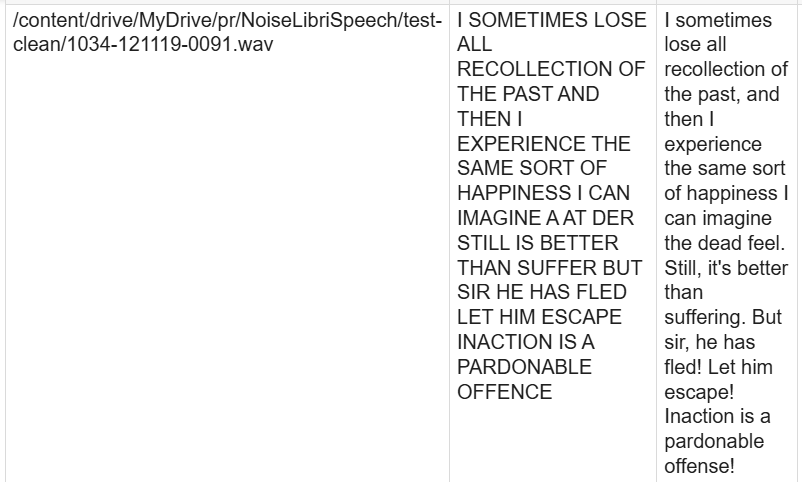 /content/drive/MyDrive/pr/NoiseLibriSpeech/test-
clean/1034-121119-0091.wav
I SOMETIMES LOSE
ALL
RECOLLECTION OF
THE PAST AND
THEN I
EXPERIENCE THE
SAME SORT OF
HAPPINESS I CAN
IMAGINE A AT DER
STILL IS BETTER
THAN SUFFER BUT
SIR HE HAS FLED
LET HIM ESCAPE
INACTION IS A
PARDONABLE
OFFENCE
I sometimes
lose all
recollection of
the past, and
then I
experience
the same sort
of happiness I
can imagine
the dead feel.
Still, it's better
than
suffering. But
sir, he has
fled! Let him
escape!
Inaction is a
pardonable
offense!